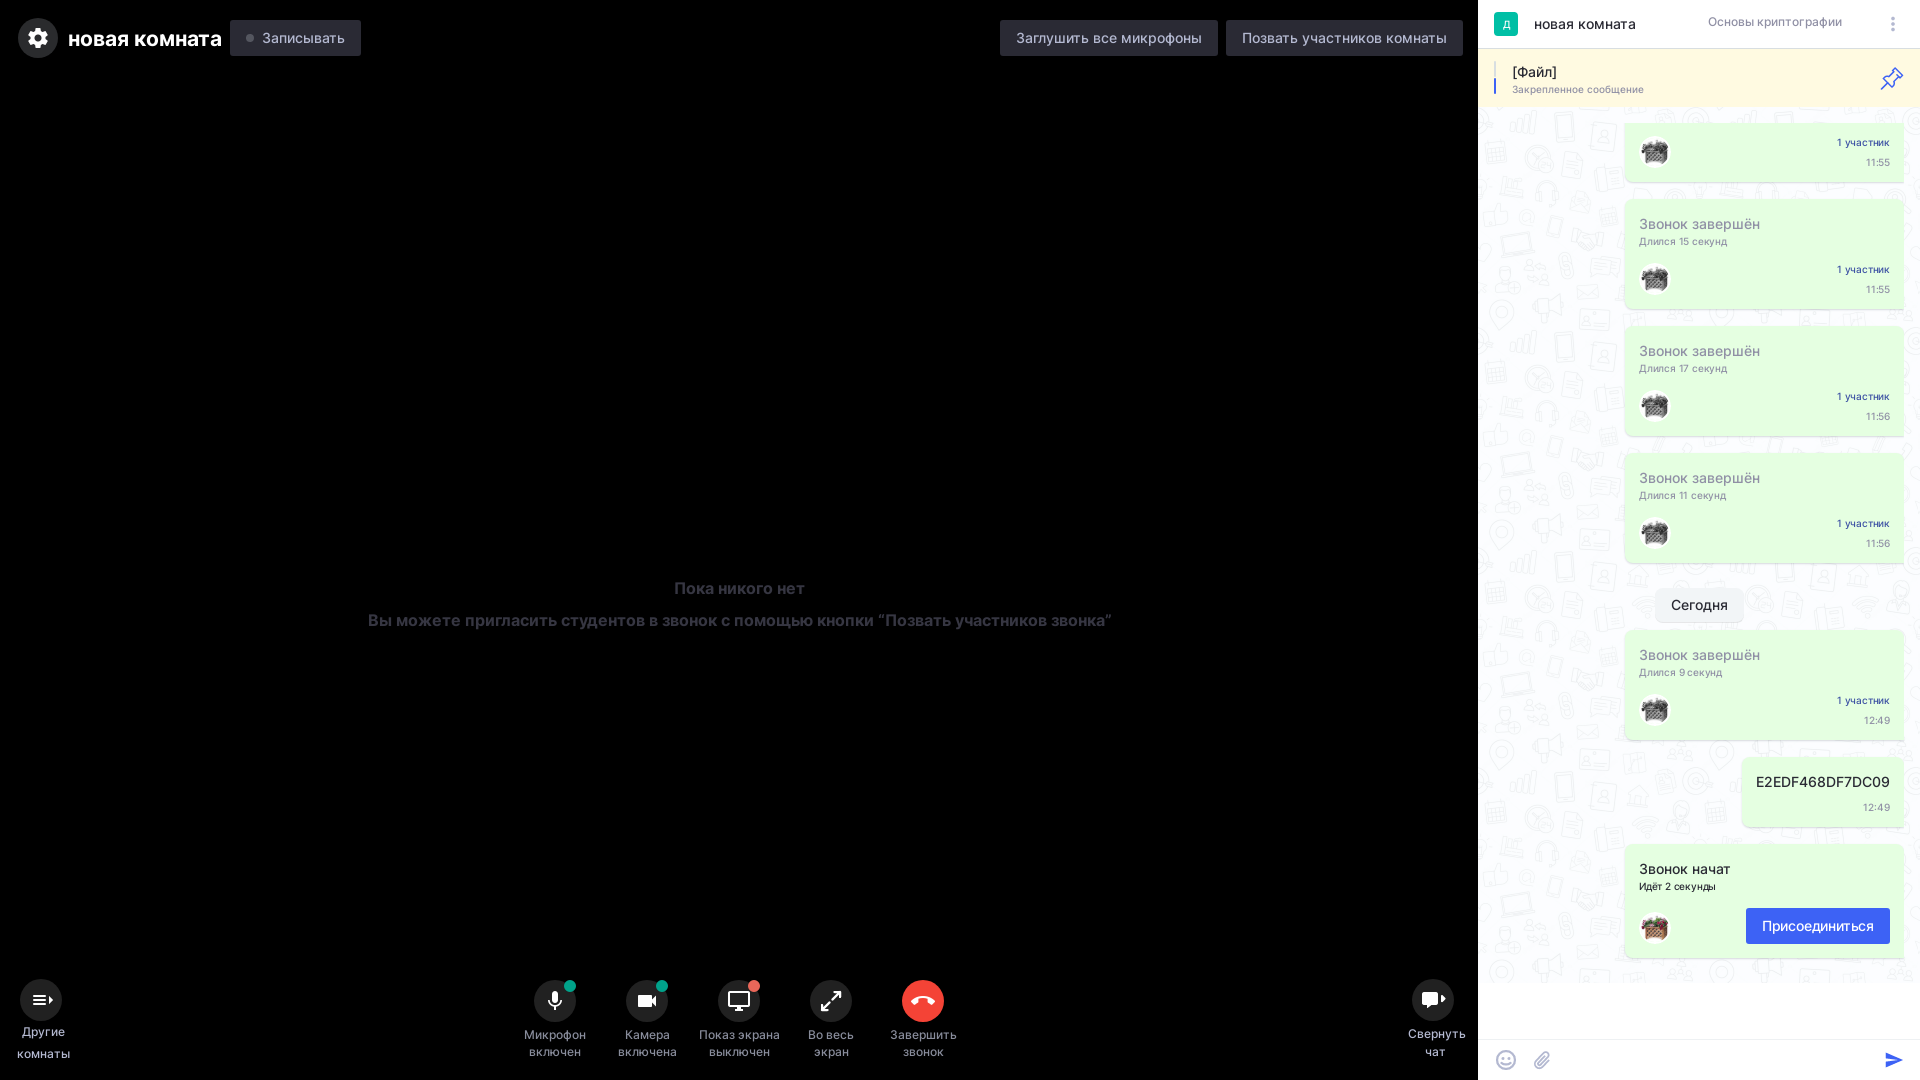 новая комната
Записывать
Заглушить все микрофоны
Позвать участников комнаты
Пока никого нет
Вы можете пригласить студентов в звонок с помощью кнопки “Позвать участников звонка”
Другие
комнаты
Микрофон
включен
Камера
включена
Показ экрана
выключен
Во весь
экран
Завершить
звонок
Свернуть
чат
Д
новая комната
Основы криптографии
[Файл]
Закрепленное сообщение
1 участник
11:55
Звонок завершён
Длился 15 секунд
1 участник
11:55
Звонок завершён
Длился 17 секунд
1 участник
11:56
Звонок завершён
Длился 11 секунд
1 участник
11:56
Сегодня
Звонок завершён
Длился 9 секунд
1 участник
12:49
E2EDF468DF7DC09
12:49
Звонок начат
Идёт 2 секунды
Присоединиться